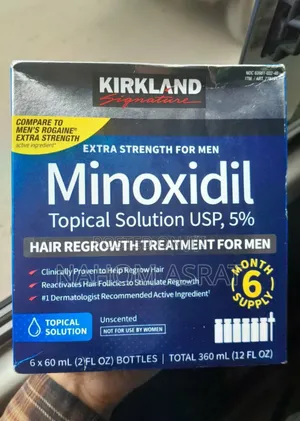 KIRKLAND
Signature
COMPARE TO
MEN'S ROGAINE®
EXTRA STRENGTH
active ingredient*
EXTRA STRENGTH FOR MEN
Minoxidil
Topical Solution USP, 5%
HAIR REGROWTH TREATMENT FOR MEN
✓ Clinically Proven to Help Regrow Hair
✓ Reactivates Hair Follicles to Stimulate Regrowth
✓ #1 Dermatologist Recommended Active Ingredient†
MONTH
6
SUPPLY
TOPICAL
SOLUTION
Unscented
NOT FOR USE BY WOMEN
6 x 60 mL (2 FL OZ) BOTTLES | TOTAL 360 mL (12 FL OZ)